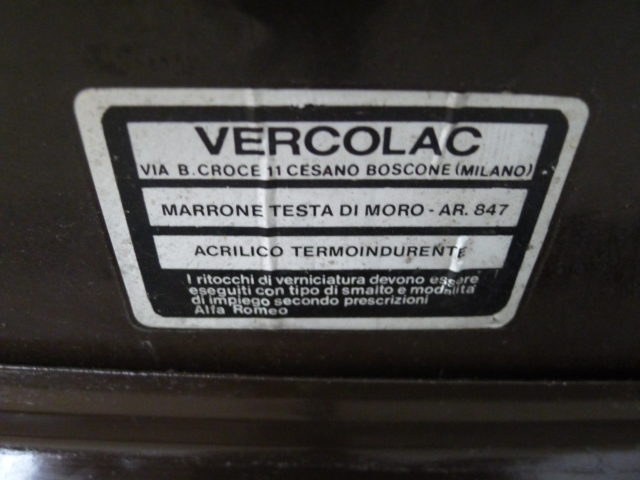 VERCOLAC
VIA B. CROCE 11 CESANO BOSCONE (MILANO)
MARRONE TESTA DI MORO - AR. 847
ACRILICO TERMOINDURENTE
I ritocchi di verniciatura devono essere
eseguiti con tipo di smalto e modalità
di impiego secondo prescrizioni
Alfa Romeo